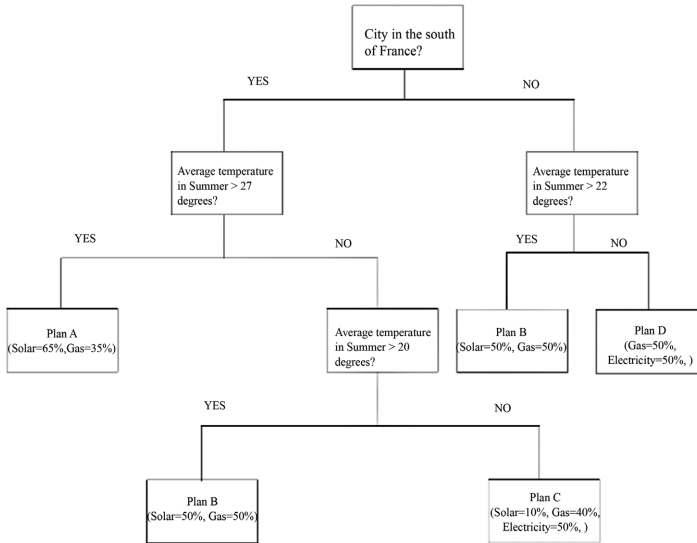 City in the south
of France?
YES
NO
Average temperature
in Summer > 27
degrees?
Average temperature
in Summer > 22
degrees?
YES
NO
YES
NO
Plan A
(Solar=65%,Gas=35%)
Average temperature
in Summer > 20
degrees?
Plan B
(Solar=50%, Gas=50%)
Plan D
(Gas=50%,
Electricity=50%, )
YES
NO
Plan B
(Solar=50%, Gas=50%)
Plan C
(Solar=10%, Gas=40%,
Electricity=50%, )